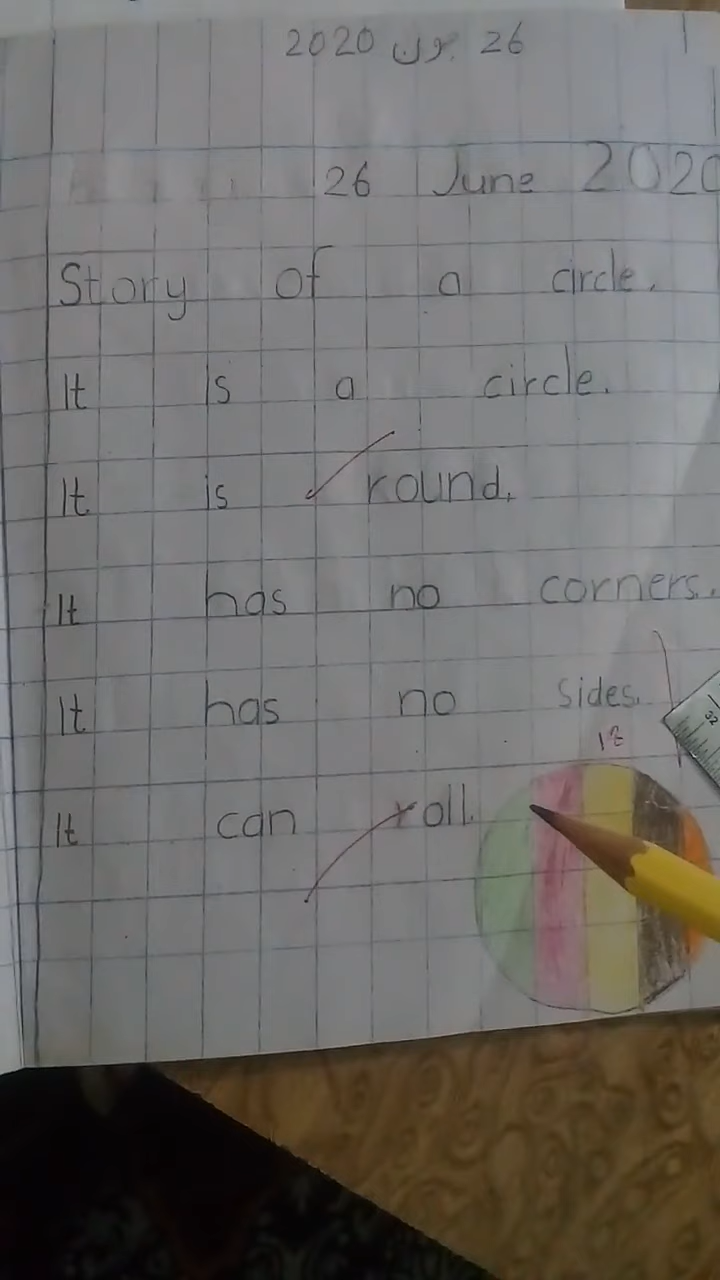 26 جون 2020
26 June 2020
Story of a circle.
It is a circle.
It is round.
It has no corners.
It has no sides.
It can roll.